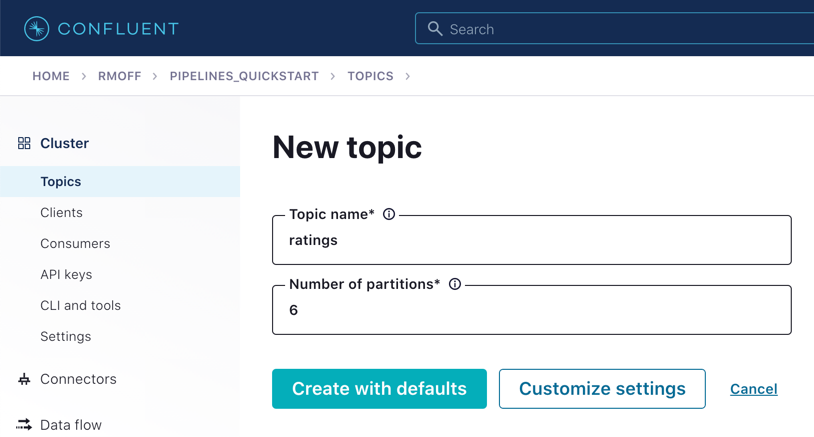 CONFLUENT
Search
HOME > RMOFF > PIPELINES_QUICKSTART > TOPICS >
Cluster
Topics
Clients
Consumers
API keys
CLI and tools
Settings
Connectors
Data flow
New topic
Topic name*
ratings
Number of partitions*
6
Create with defaults
Customize settings
Cancel